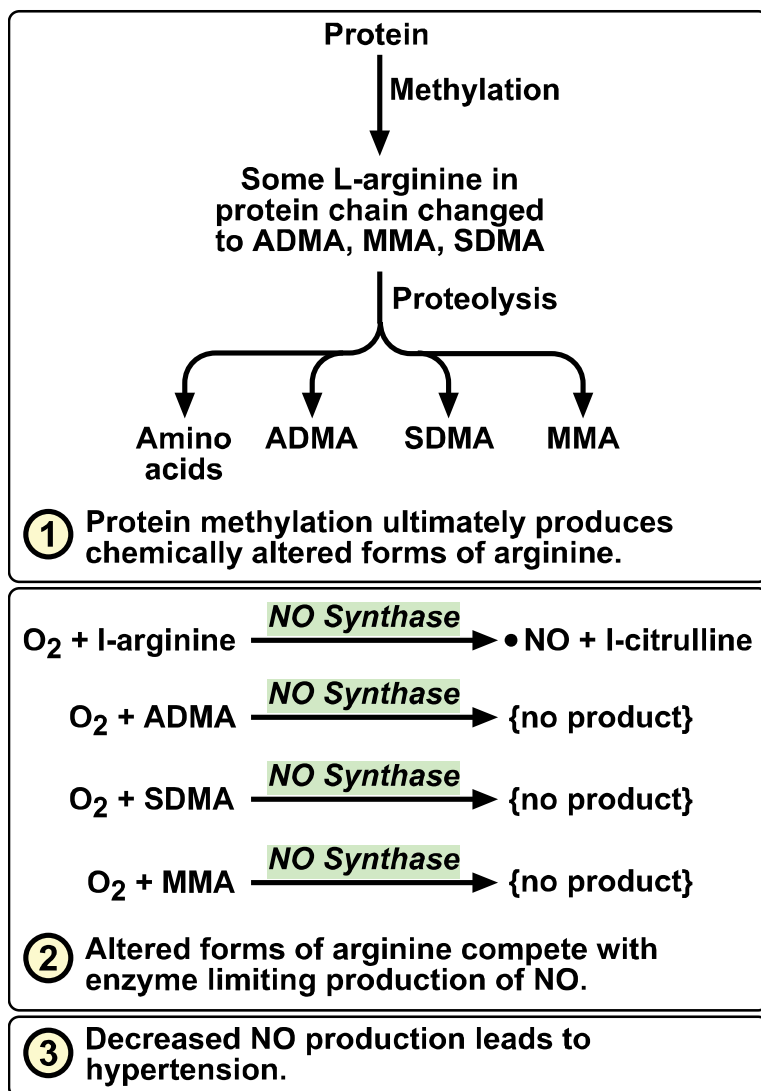 Protein
Methylation
Some L-arginine in
protein chain changed
to ADMA, MMA, SDMA
Proteolysis
Amino
acids
ADMA
SDMA
MMA
1 Protein methylation ultimately produces
chemically altered forms of arginine.
O2 + l-arginine NO Synthase •NO + l-citrulline
O2 + ADMA NO Synthase {no product}
O2 + SDMA NO Synthase {no product}
O2 + MMA NO Synthase {no product}
2 Altered forms of arginine compete with
enzyme limiting production of NO.
3 Decreased NO production leads to
hypertension.